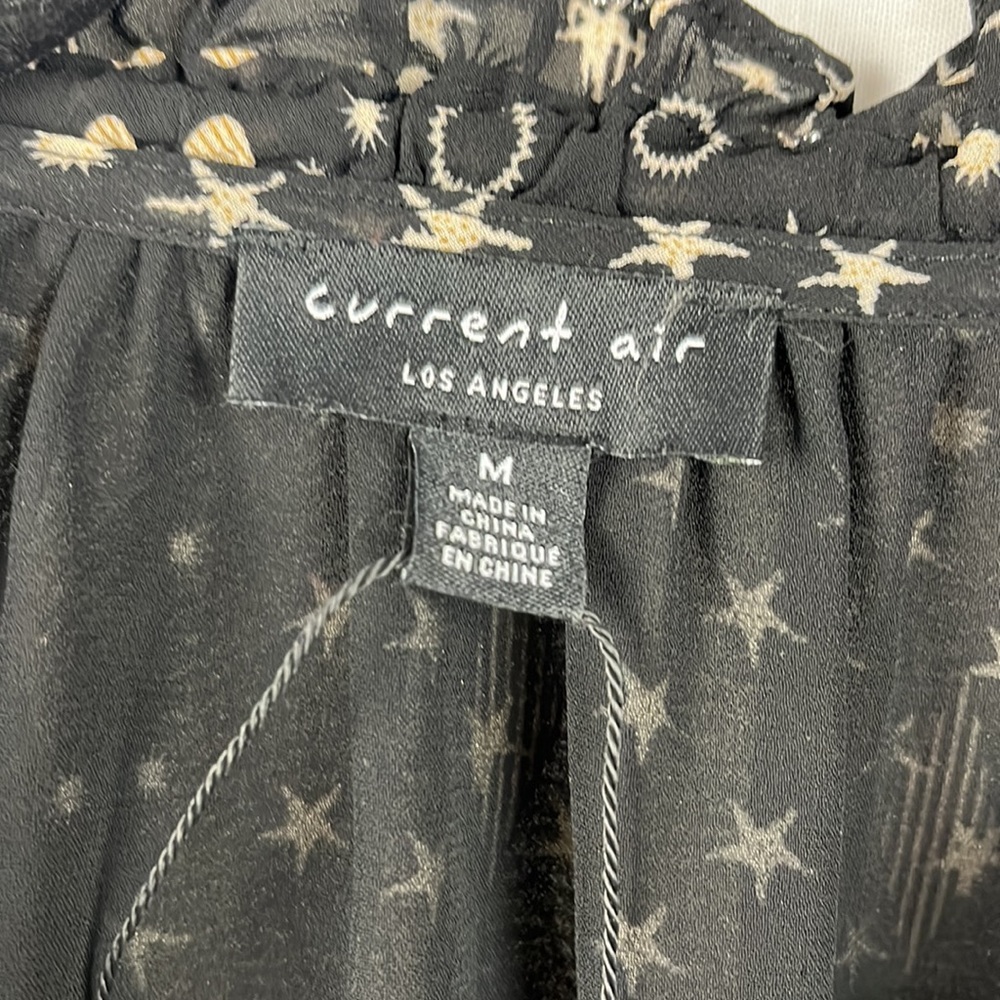 current air
LOS ANGELES
M
MADE IN
CHINA
FABRIQUÉ
EN CHINE